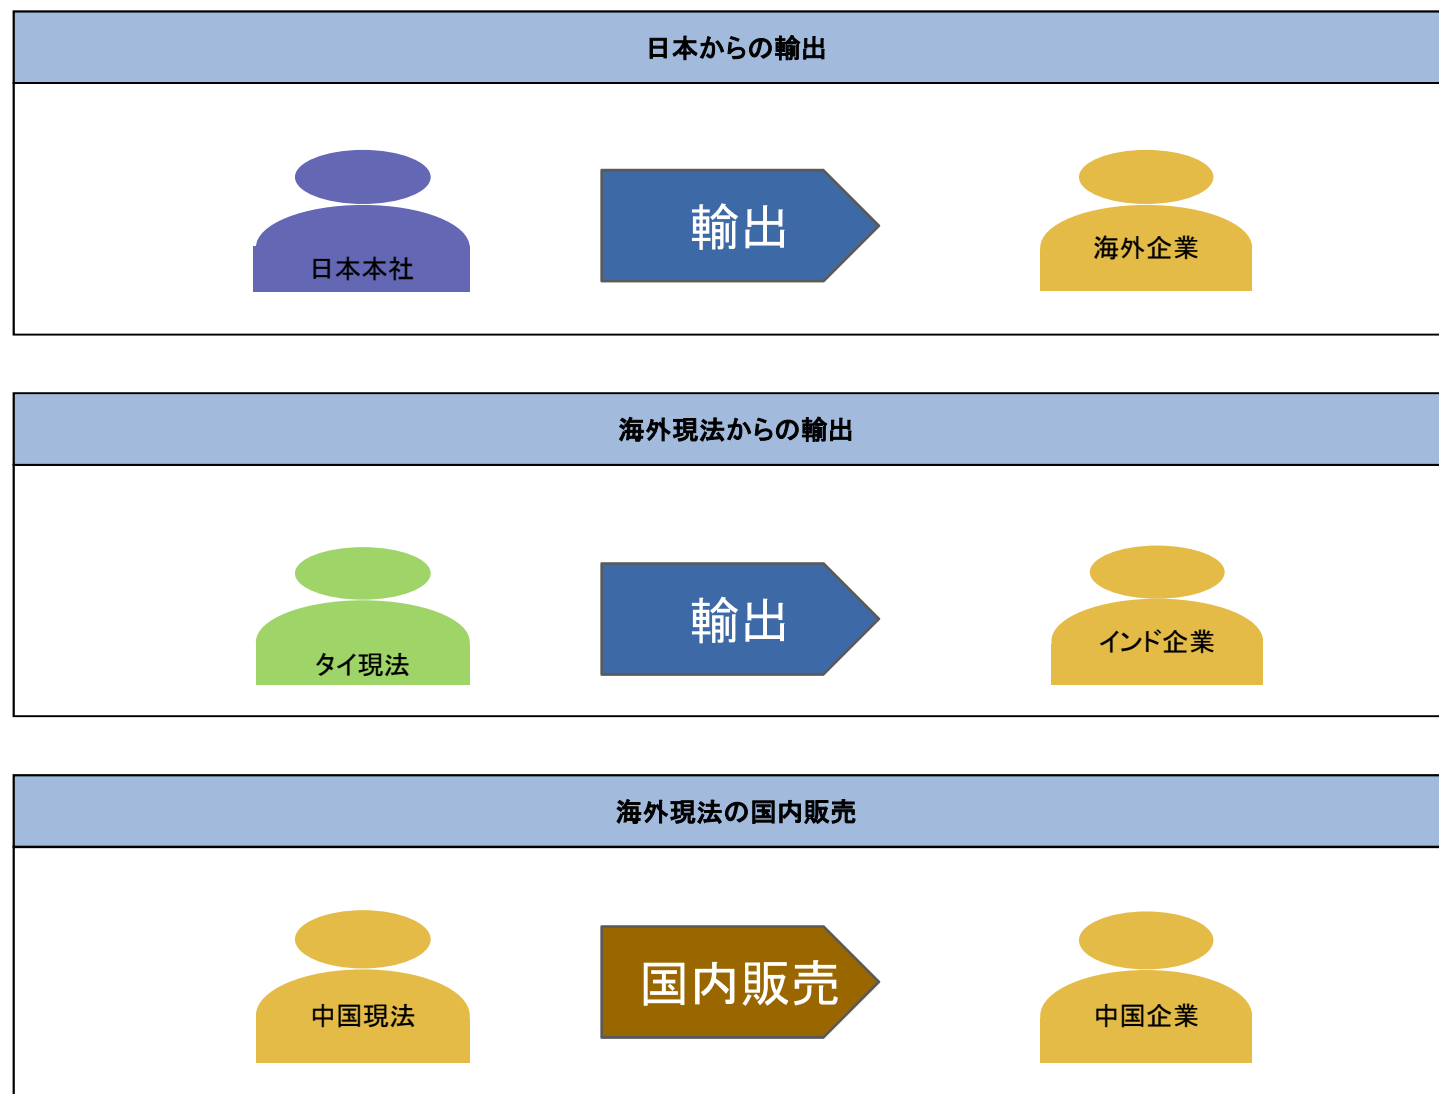 日本からの輸出
日本本社
輸出
海外企業
海外現法からの輸出
タイ現法
輸出
インド企業
海外現法の国内販売
中国現法
国内販売
中国企業